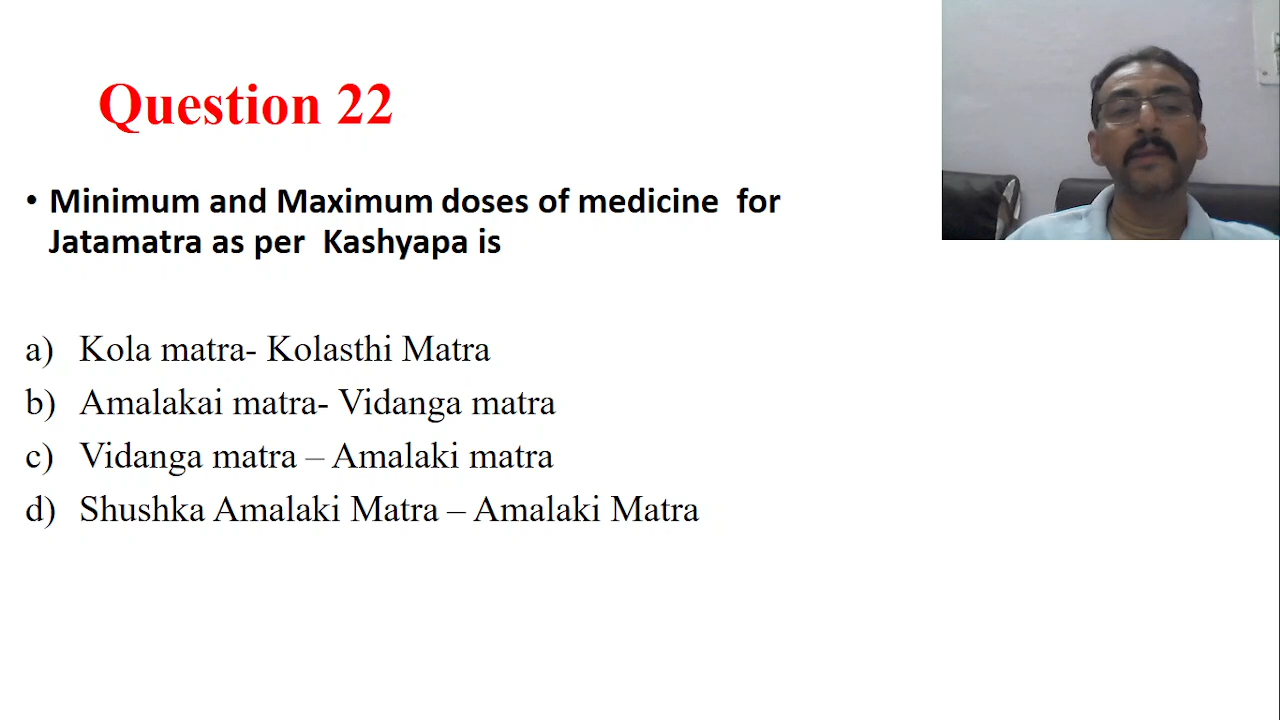 Question 22
• Minimum and Maximum doses of medicine for
Jatamatra as per Kashyapa is
a) Kola matra- Kolasthi Matra
b) Amalakai matra- Vidanga matra
c) Vidanga matra – Amalaki matra
d) Shushka Amalaki Matra – Amalaki Matra